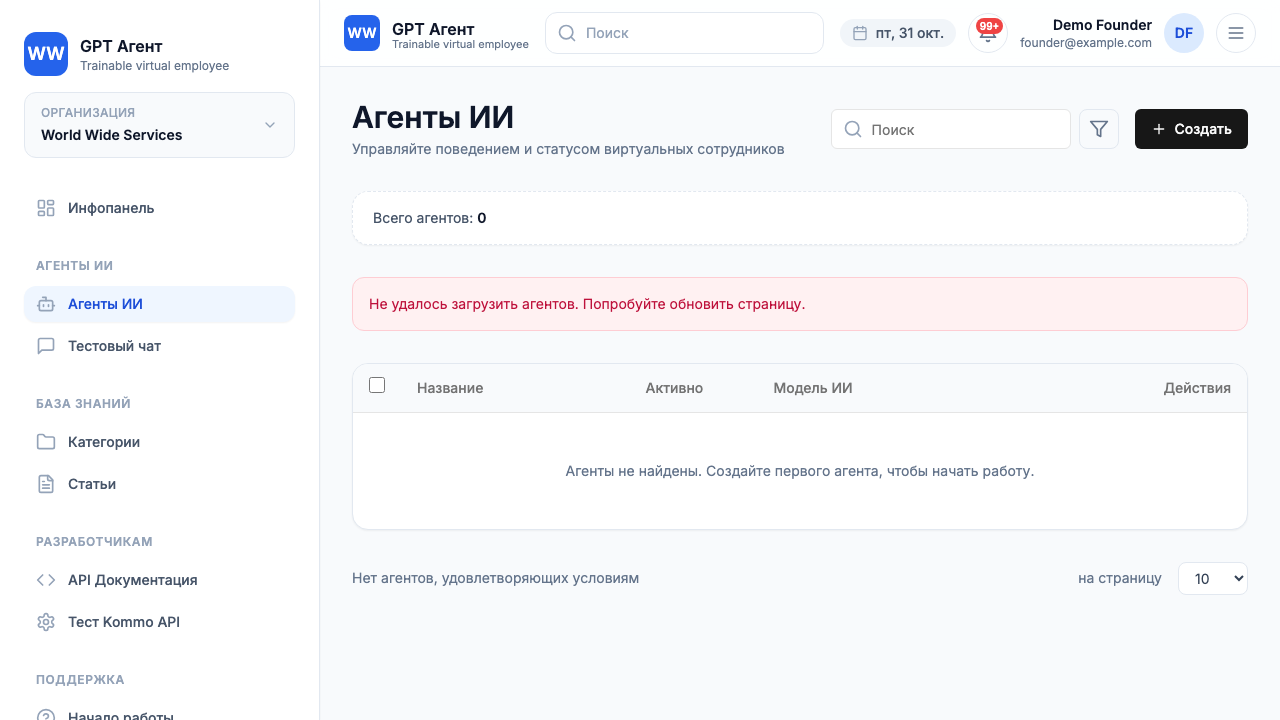 WW
GPT Агент
Trainable virtual employee
ОРГАНИЗАЦИЯ
World Wide Services
Инфопанель
АГЕНТЫ ИИ
Агенты ИИ
Тестовый чат
БАЗА ЗНАНИЙ
Категории
Статьи
РАЗРАБОТЧИКАМ
API Документация
Тест Kommo API
ПОДДЕРЖКА
Начало работы
WW
GPT Агент
Trainable virtual employee
Поиск
пт, 31 окт.
99+
Demo Founder
founder@example.com
DF
Агенты ИИ
Управляйте поведением и статусом виртуальных сотрудников
Поиск
Создать
Всего агентов: 0
Не удалось загрузить агентов. Попробуйте обновить страницу.
Название Активно Модель ИИ Действия
Агенты не найдены. Создайте первого агента, чтобы начать работу.
Нет агентов, удовлетворяющих условиям
на страницу 10